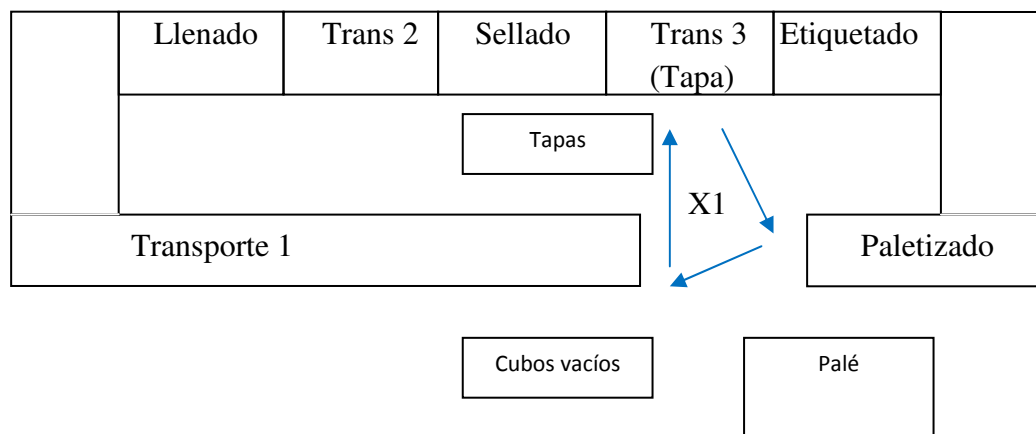 Llenado
Trans 2
Sellado
Trans 3
(Tapa)
Etiquetado
Tapas
X1
Transporte 1
Paletizado
Cubos vacíos
Palé